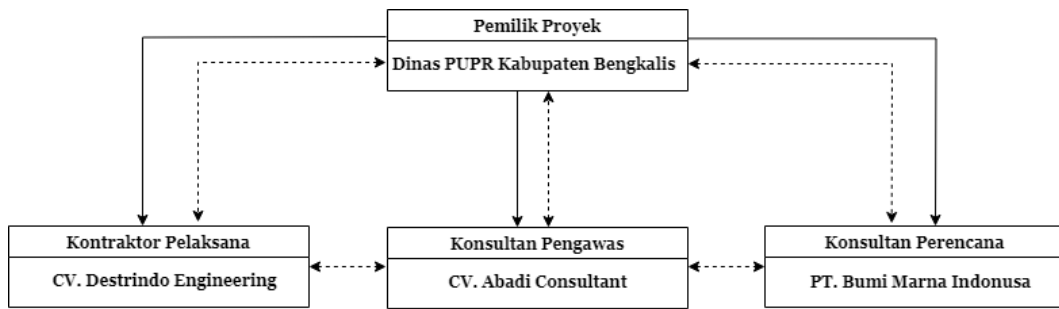 Pemilik Proyek
Dinas PUPR Kabupaten Bengkalis
Kontraktor Pelaksana
CV. Destrindo Engineering
Konsultan Pengawas
CV. Abadi Consultant
Konsultan Perencana
PT. Bumi Marna Indonusa